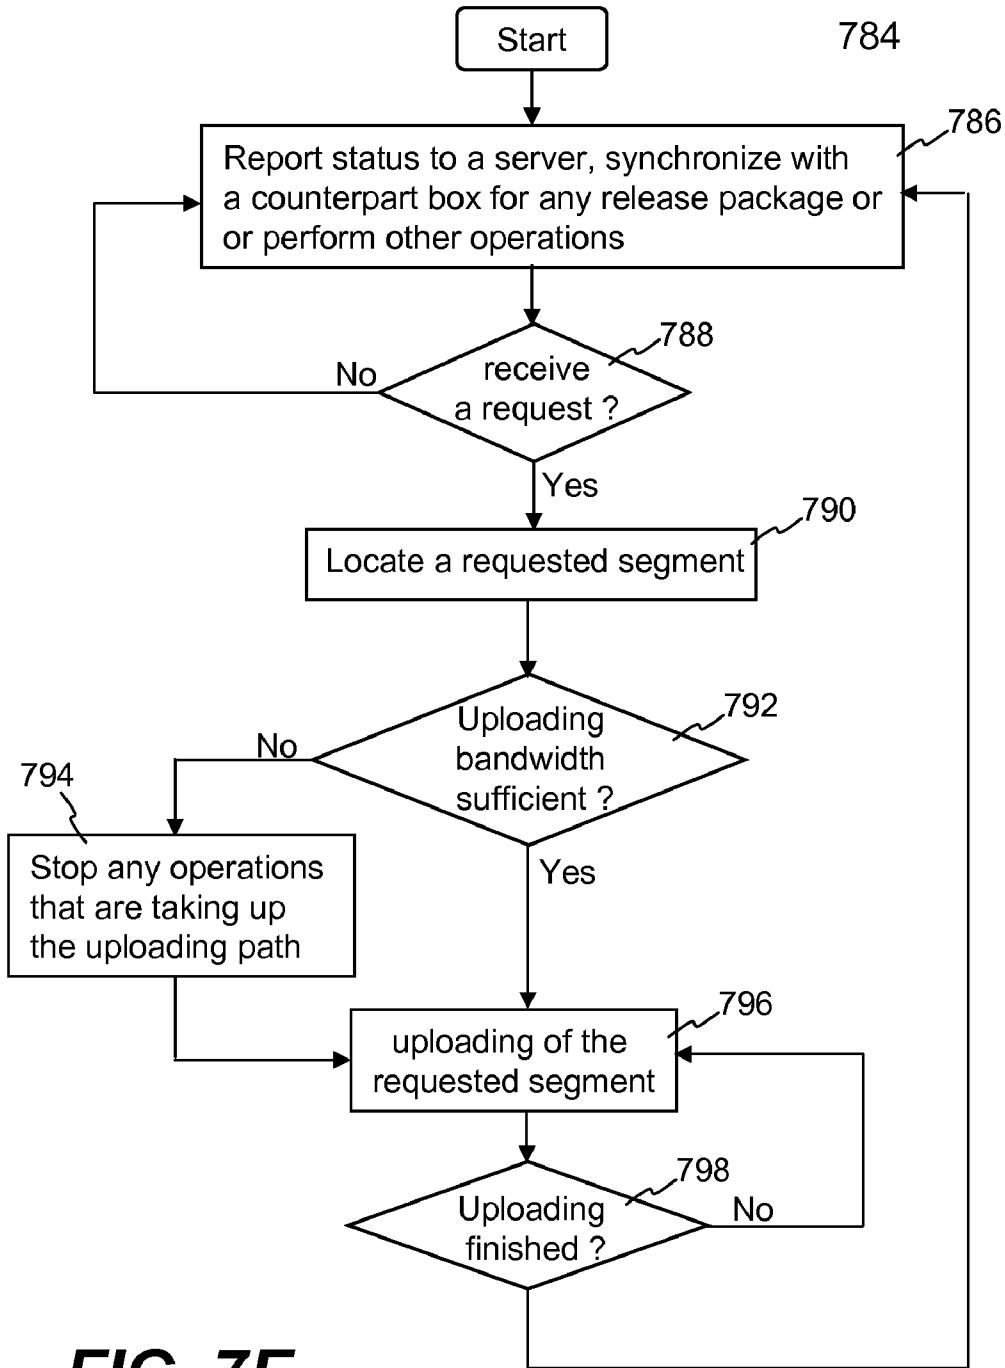 Start
784
786
Report status to a server, synchronize with
a counterpart box for any release package or
or perform other operations
788
No
receive
a request ?
Yes
790
Locate a requested segment
792
No
Uploading
bandwidth
sufficient ?
794
Yes
Stop any operations
that are taking up
the uploading path
796
uploading of the
requested segment
798
Uploading
finished ?
No